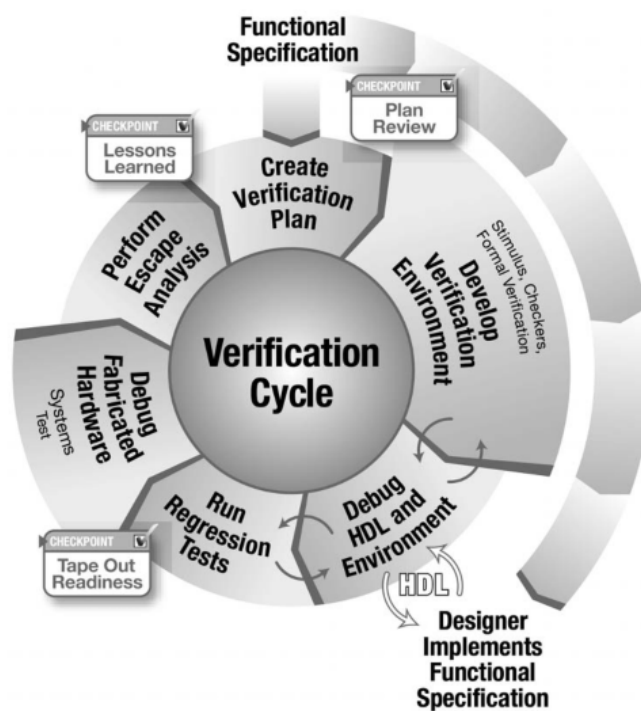 Functional
Specification
CHECKPOINT
Plan
Review
CHECKPOINT
Lessons
Learned
Create
Verification
Plan
Develop
Verification
Environment
Stimulus, Checkers,
Formal Verification
Perform
Escape
Analysis
Verification
Cycle
Debug
Fabricated
Hardware
Systems
Test
Run
Regression
Tests
Debug
HDL and
Environment
CHECKPOINT
Tape Out
Readiness
HDL
Designer
Implements
Functional
Specification